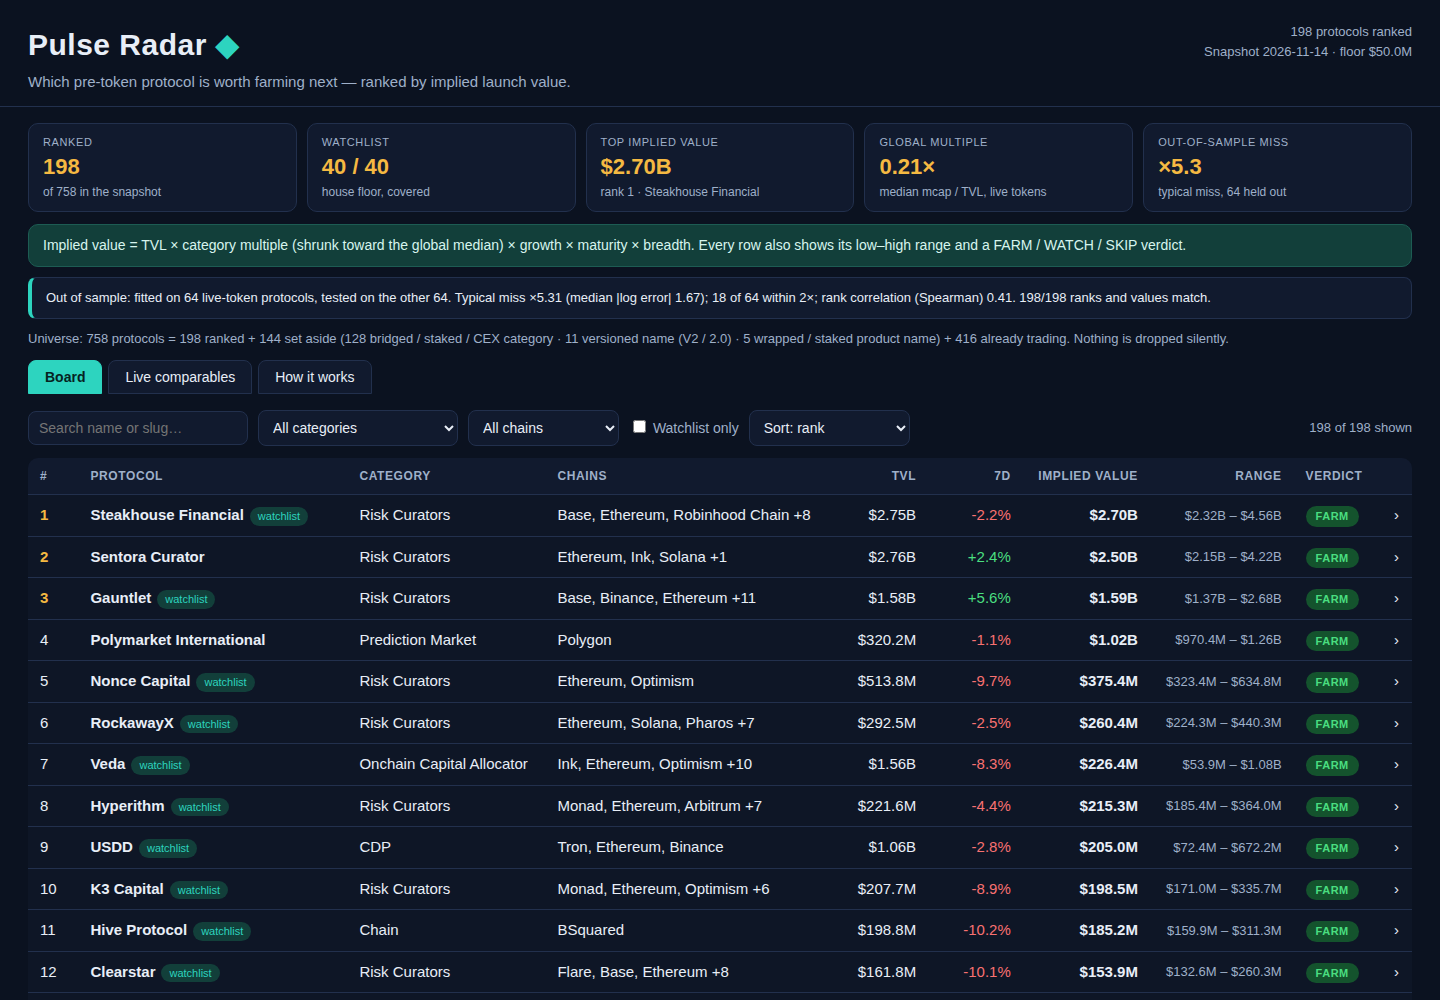 Pulse Radar ◆
198 protocols ranked
Snapshot 2026-11-14 · floor $50.0M
Which pre-token protocol is worth farming next — ranked by implied launch value.
RANKED
198
of 758 in the snapshot
WATCHLIST
40 / 40
house floor, covered
TOP IMPLIED VALUE
$2.70B
rank 1 · Steakhouse Financial
GLOBAL MULTIPLE
0.21×
median mcap / TVL, live tokens
OUT-OF-SAMPLE MISS
×5.3
typical miss, 64 held out
Implied value = TVL × category multiple (shrunk toward the global median) × growth × maturity × breadth. Every row also shows its low–high range and a FARM / WATCH / SKIP verdict.
Out of sample: fitted on 64 live-token protocols, tested on the other 64. Typical miss ×5.31 (median |log error| 1.67); 18 of 64 within 2×; rank correlation (Spearman) 0.41. 198/198 ranks and values match.
Universe: 758 protocols = 198 ranked + 144 set aside (128 bridged / staked / CEX category · 11 versioned name (V2 / 2.0) · 5 wrapped / staked product name) + 416 already trading. Nothing is dropped silently.
Board Live comparables How it works
Search name or slug… All categories All chains Watchlist only Sort: rank 198 of 198 shown
# PROTOCOL CATEGORY CHAINS TVL 7D IMPLIED VALUE RANGE VERDICT
1 Steakhouse Financial watchlist Risk Curators Base, Ethereum, Robinhood Chain +8 $2.75B -2.2% $2.70B $2.32B – $4.56B FARM ›
2 Sentora Curator Risk Curators Ethereum, Ink, Solana +1 $2.76B +2.4% $2.50B $2.15B – $4.22B FARM ›
3 Gauntlet watchlist Risk Curators Base, Binance, Ethereum +11 $1.58B +5.6% $1.59B $1.37B – $2.68B FARM ›
4 Polymarket International Prediction Market Polygon $320.2M -1.1% $1.02B $970.4M – $1.26B FARM ›
5 Nonce Capital watchlist Risk Curators Ethereum, Optimism $513.8M -9.7% $375.4M $323.4M – $634.8M FARM ›
6 RockawayX watchlist Risk Curators Ethereum, Solana, Pharos +7 $292.5M -2.5% $260.4M $224.3M – $440.3M FARM ›
7 Veda watchlist Onchain Capital Allocator Ink, Ethereum, Optimism +10 $1.56B -8.3% $226.4M $53.9M – $1.08B FARM ›
8 Hyperithm watchlist Risk Curators Monad, Ethereum, Arbitrum +7 $221.6M -4.4% $215.3M $185.4M – $364.0M FARM ›
9 USDD watchlist CDP Tron, Ethereum, Binance $1.06B -2.8% $205.0M $72.4M – $672.2M FARM ›
10 K3 Capital watchlist Risk Curators Monad, Ethereum, Optimism +6 $207.7M -8.9% $198.5M $171.0M – $335.7M FARM ›
11 Hive Protocol watchlist Chain BSquared $198.8M -10.2% $185.2M $159.9M – $311.3M FARM ›
12 Clearstar watchlist Risk Curators Flare, Base, Ethereum +8 $161.8M -10.1% $153.9M $132.6M – $260.3M FARM ›